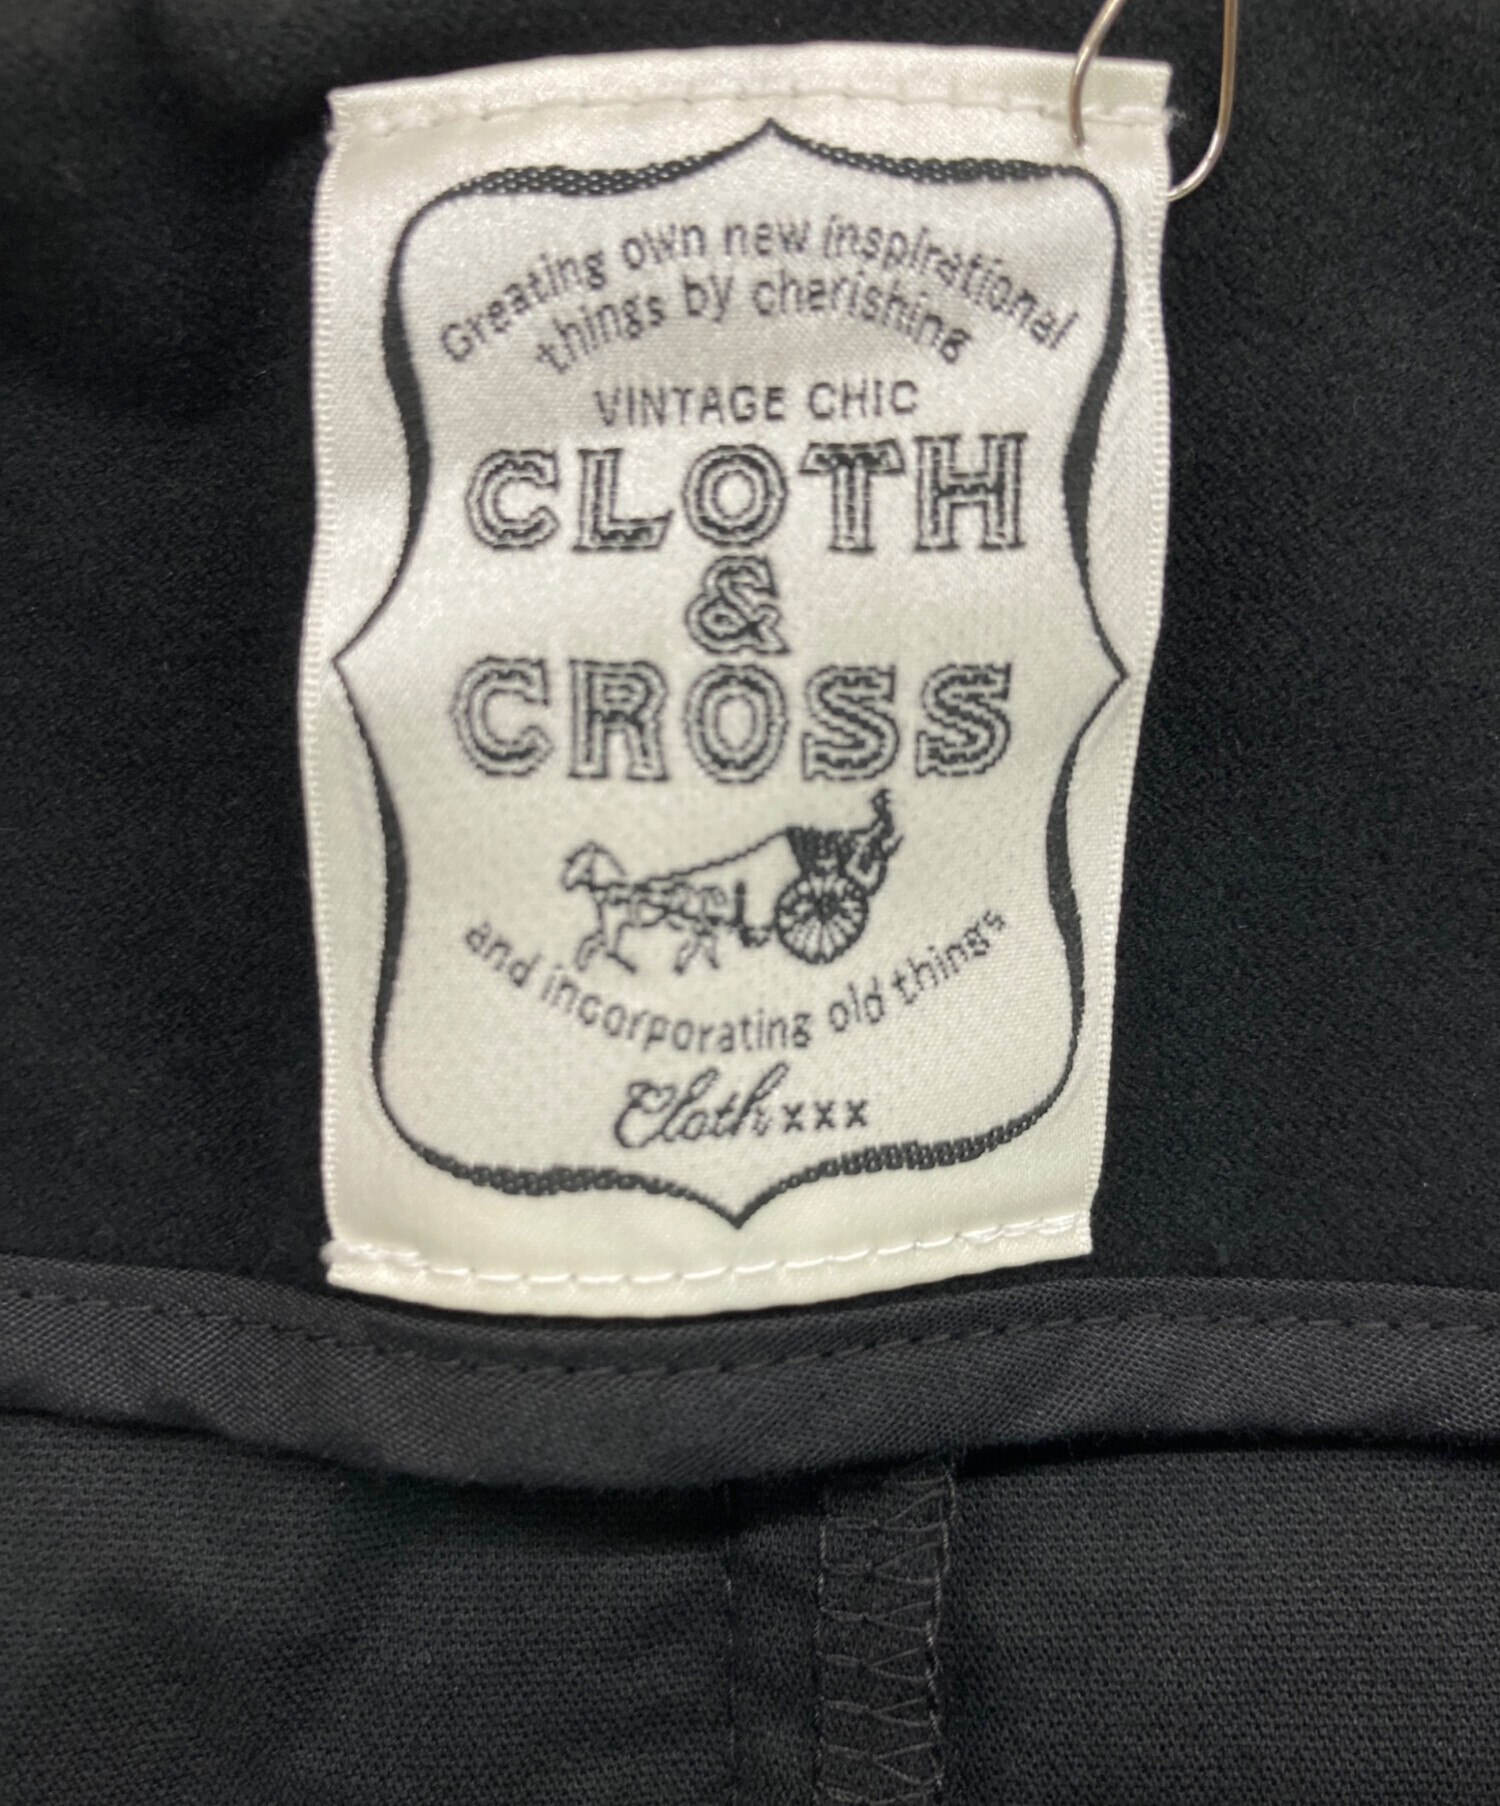 Greating own new inspirational
things by cherishing
VINTAGE CHIC
CLOTH
&
CROSS
and incorporating old things
Cloth xxx